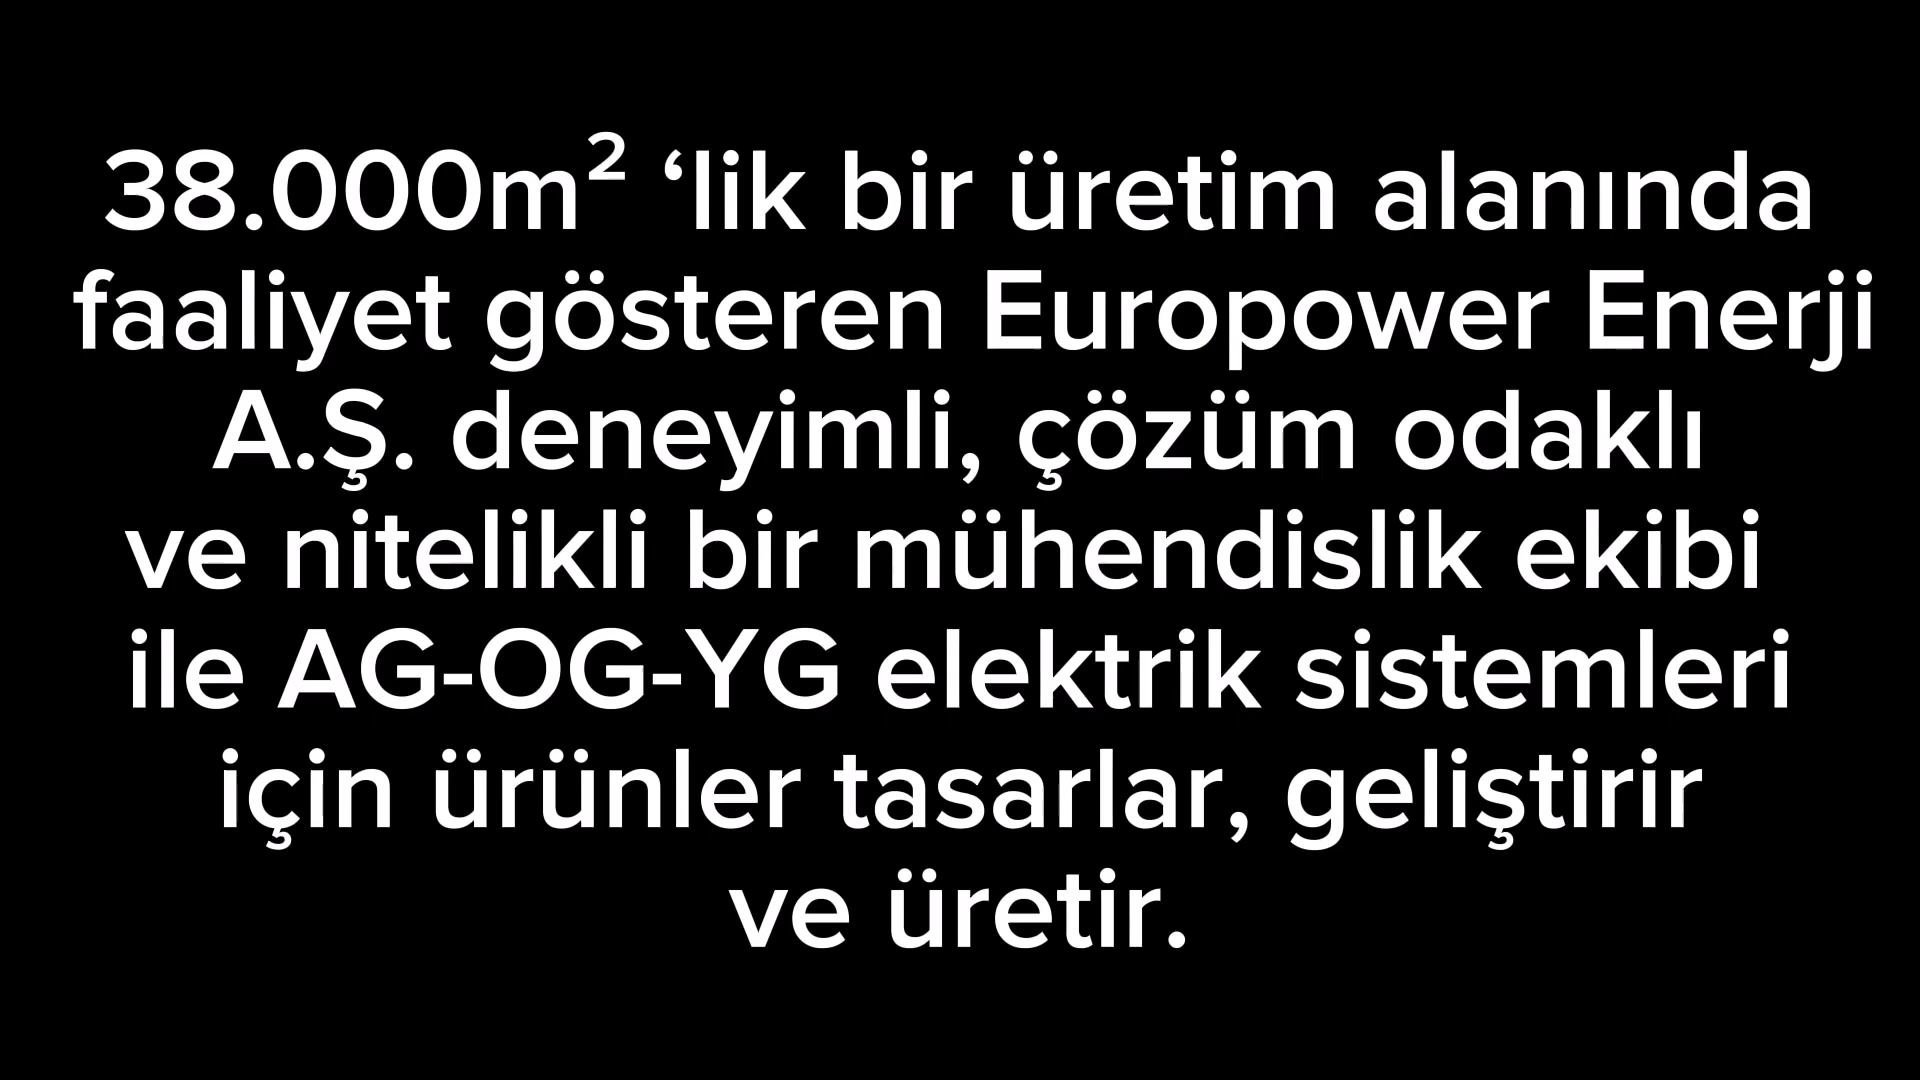 38.000m² ‘lik bir üretim alanında
faaliyet gösteren Europower Enerji
A.Ş. deneyimli, çözüm odaklı
ve nitelikli bir mühendislik ekibi
ile AG-OG-YG elektrik sistemleri
için ürünler tasarlar, geliştirir
ve üretir.